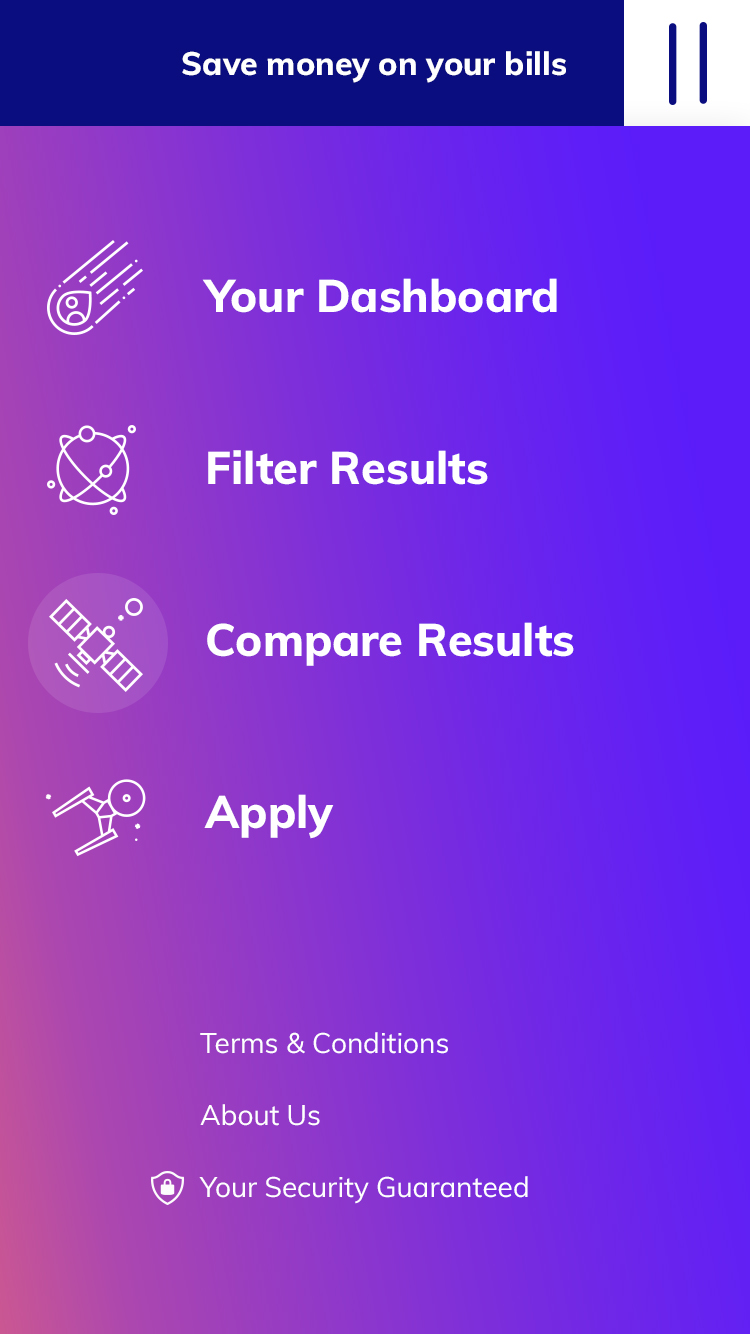 Save money on your bills
Your Dashboard
Filter Results
Compare Results
Apply
Terms & Conditions
About Us
Your Security Guaranteed